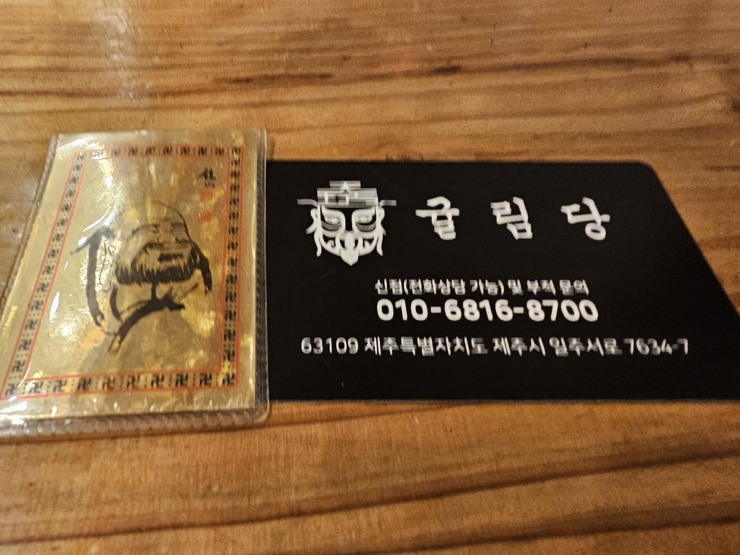 귤림당
신점(전화상담 가능) 및 부적 문의
010-6816-8700
63109 제주특별자치도 제주시 일주서로 7634-7